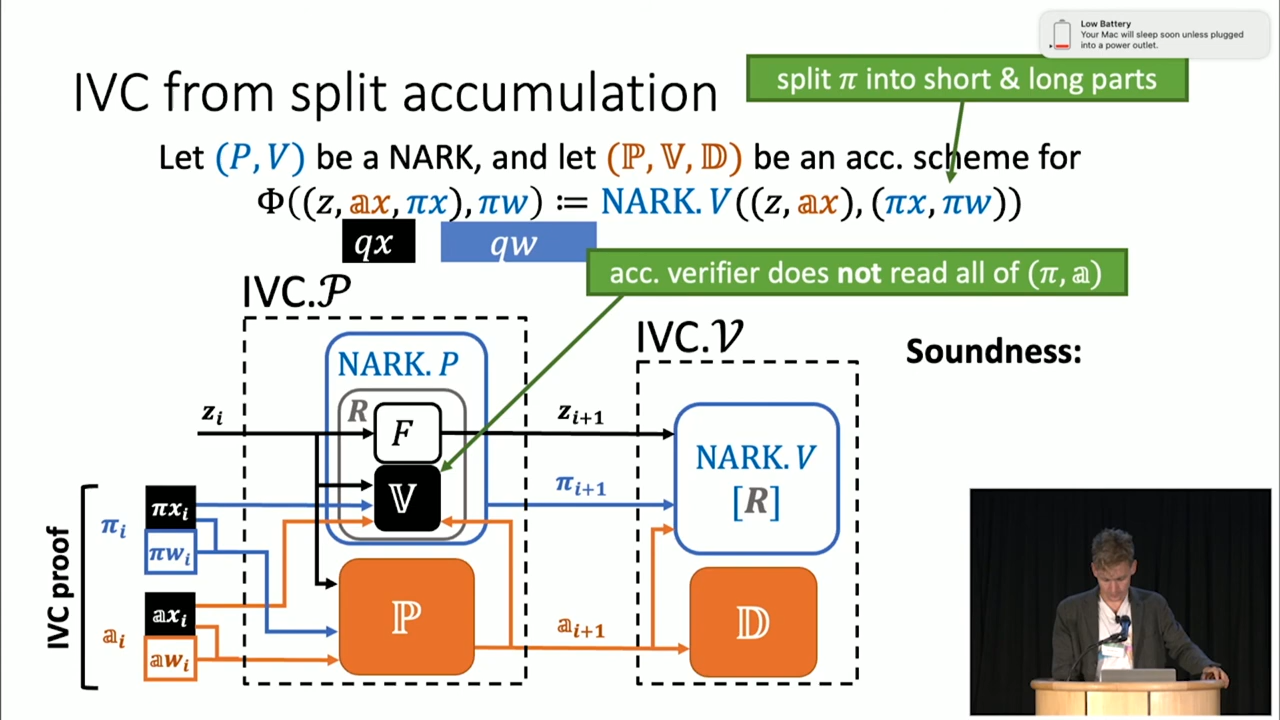 Low Battery
Your Mac will sleep soon unless plugged
into a power outlet.
split π into short & long parts
IVC from split accumulation
Let (P, V) be a NARK, and let (ℙ, 𝕍, 𝔻) be an acc. scheme for
Φ((z, 𝕒x, πx), πw) ≔ NARK. V((z, 𝕒x), (πx, πw))
qx qw
acc. verifier does not read all of (π, 𝕒)
IVC.𝒫
IVC.𝒱
Soundness:
NARK. P
R
F
z_i
z_{i+1}
NARK. V
[R]
𝕍
π_{i+1}
IVC proof
π_i
πx_i
πw_i
𝕒_i
𝕒x_i
𝕒w_i
ℙ
𝕒_{i+1}
𝔻